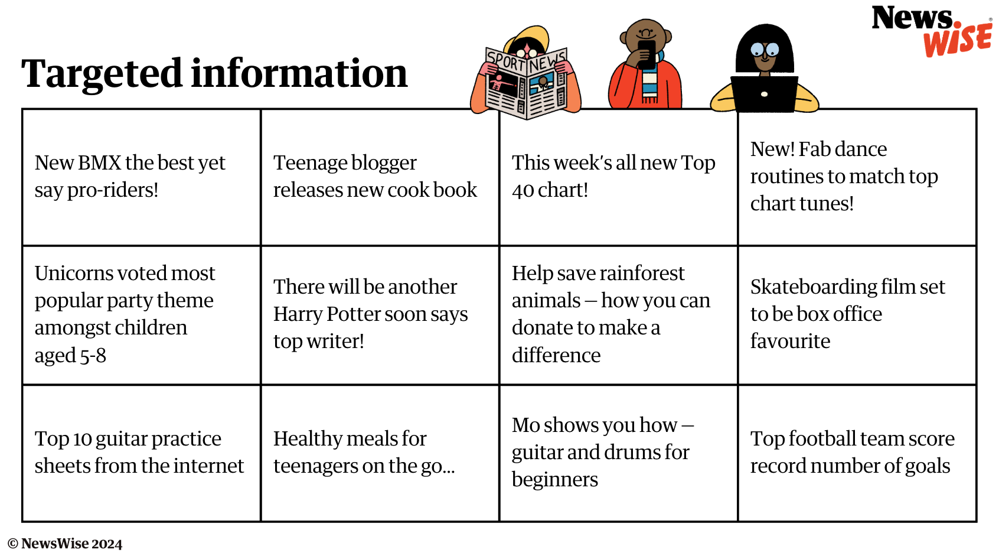 News
WiSE®
Targeted information
SPORT NEWS
New BMX the best yet
say pro-riders!
Teenage blogger
releases new cook book
This week's all new Top
40 chart!
New! Fab dance
routines to match top
chart tunes!
Unicorns voted most
popular party theme
amongst children
aged 5-8
There will be another
Harry Potter soon says
top writer!
Help save rainforest
animals – how you can
donate to make a
difference
Skateboarding film set
to be box office
favourite
Top 10 guitar practice
sheets from the internet
Healthy meals for
teenagers on the go...
Mo shows you how –
guitar and drums for
beginners
Top football team score
record number of goals
© NewsWise 2024